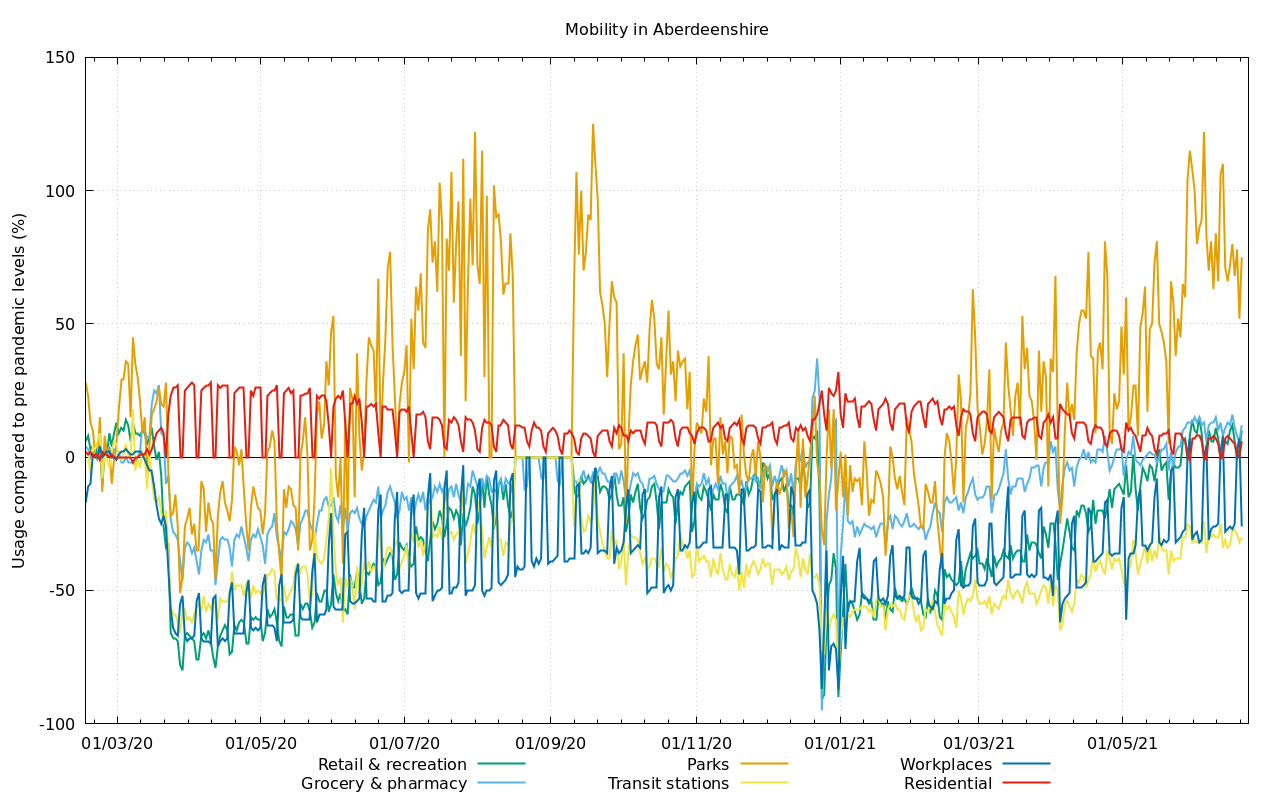 Mobility in Aberdeenshire
Usage compared to pre pandemic levels (%)
150
100
50
0
-50
-100
01/03/20 01/05/20 01/07/20 01/09/20 01/11/20 01/01/21 01/03/21 01/05/21
Retail & recreation Parks Workplaces
Grocery & pharmacy Transit stations Residential